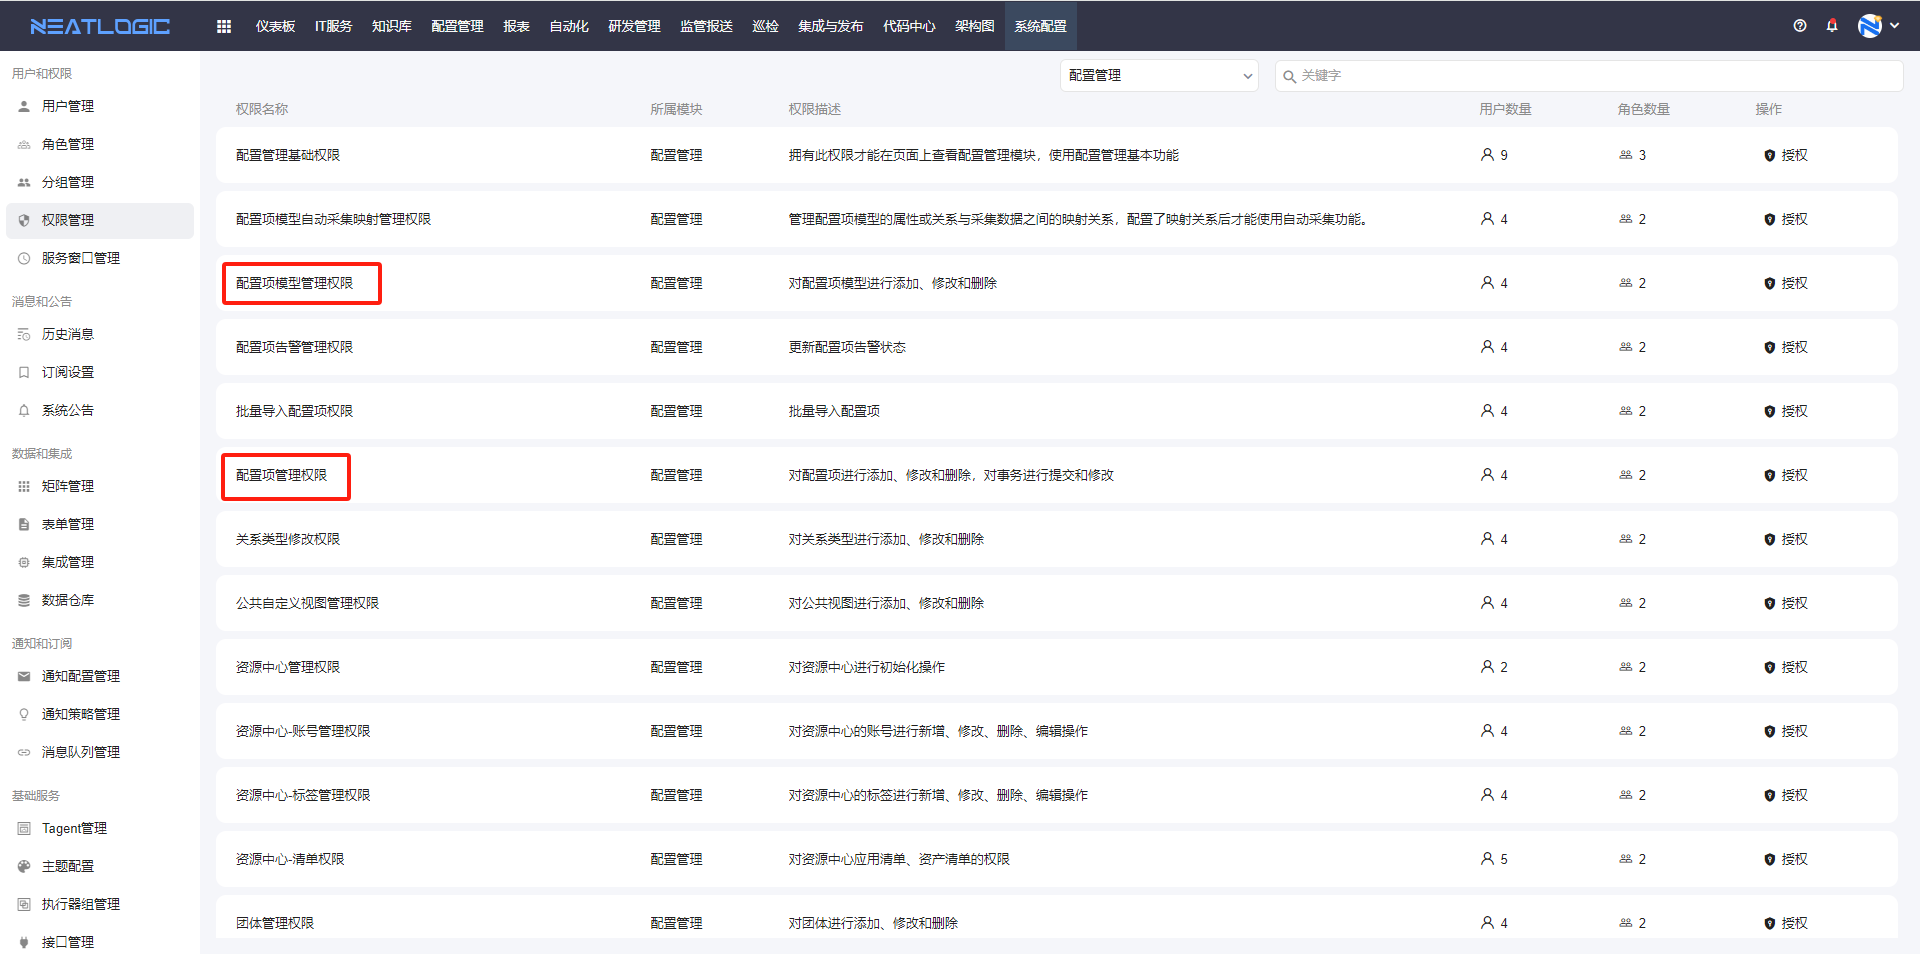 NEATLOGIC 仪表板 IT服务 知识库 配置管理 报表 自动化 研发管理 监管报送 巡检 集成与发布 代码中心 架构图 系统配置
用户和权限
用户管理
角色管理
分组管理
权限管理
服务窗口管理
消息和公告
历史消息
订阅设置
系统公告
数据和集成
矩阵管理
表单管理
集成管理
数据仓库
通知和订阅
通知配置管理
通知策略管理
消息队列管理
基础服务
Tagent管理
主题配置
执行器组管理
接口管理
配置管理 关键字
权限名称 所属模块 权限描述 用户数量 角色数量 操作
配置管理基础权限 配置管理 拥有此权限才能在页面上查看配置管理模块，使用配置管理基本功能 9 3 授权
配置项模型自动采集映射管理权限 配置管理 管理配置项模型的属性或关系与采集数据之间的映射关系，配置了映射关系后才能使用自动采集功能。 4 2 授权
配置项模型管理权限 配置管理 对配置项模型进行添加、修改和删除 4 2 授权
配置项告警管理权限 配置管理 更新配置项告警状态 4 2 授权
批量导入配置项权限 配置管理 批量导入配置项 4 2 授权
配置项管理权限 配置管理 对配置项进行添加、修改和删除，对事务进行提交和修改 4 2 授权
关系类型修改权限 配置管理 对关系类型进行添加、修改和删除 4 2 授权
公共自定义视图管理权限 配置管理 对公共视图进行添加、修改和删除 4 2 授权
资源中心管理权限 配置管理 对资源中心进行初始化操作 2 2 授权
资源中心-账号管理权限 配置管理 对资源中心的账号进行新增、修改、删除、编辑操作 4 2 授权
资源中心-标签管理权限 配置管理 对资源中心的标签进行新增、修改、删除、编辑操作 4 2 授权
资源中心-清单权限 配置管理 对资源中心应用清单、资产清单的权限 5 2 授权
团体管理权限 配置管理 对团体进行添加、修改和删除 4 2 授权